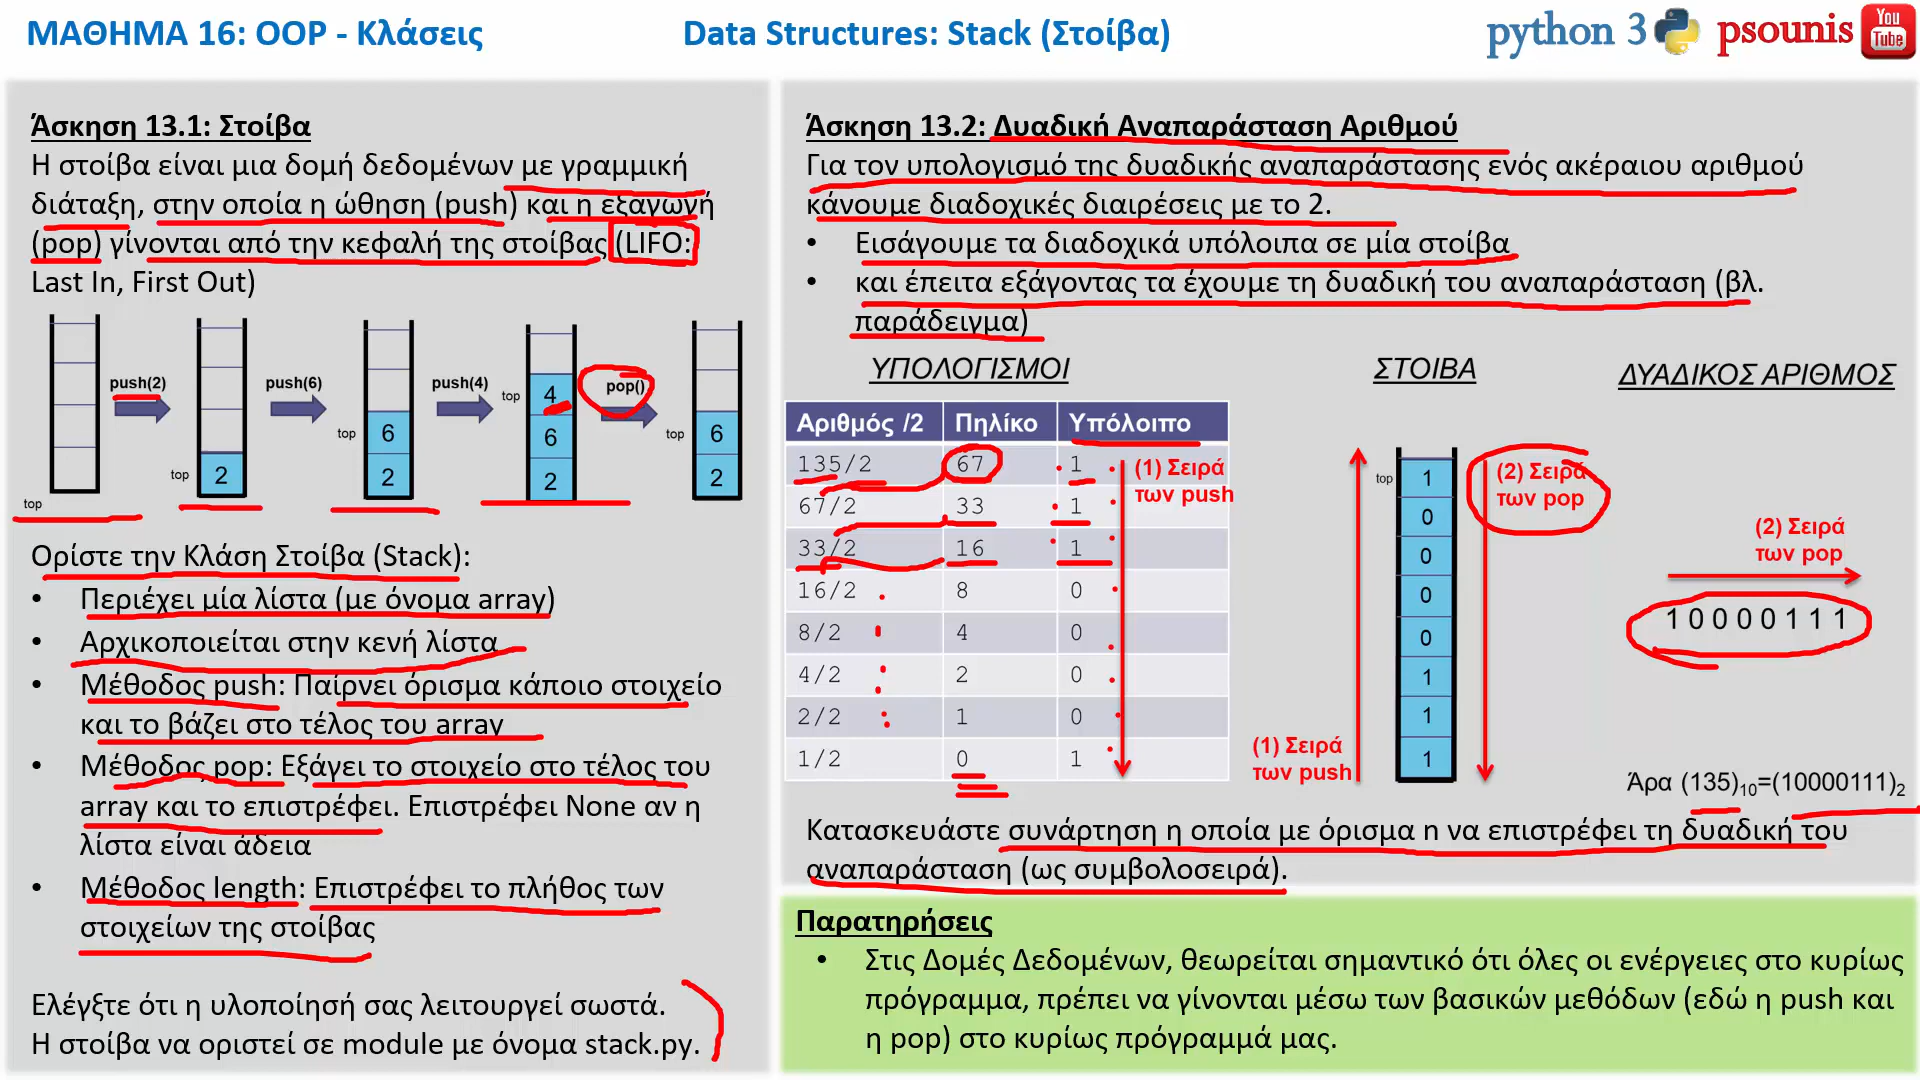 ΜΑΘΗΜΑ 16: OOP - Κλάσεις
Data Structures: Stack (Στοίβα)
python 3
psounis
You
Tube
Άσκηση 13.1: Στοίβα
Η στοίβα είναι μια δομή δεδομένων με γραμμική
διάταξη, στην οποία η ώθηση (push) και η εξαγωγή
(pop) γίνονται από την κεφαλή της στοίβας (LIFO:
Last In, First Out)
push(2)
push(6)
push(4)
pop()
top
top
2
top
6
2
top
4
6
2
top
6
2
Ορίστε την Κλάση Στοίβα (Stack):
• Περιέχει μία λίστα (με όνομα array)
• Αρχικοποιείται στην κενή λίστα
• Μέθοδος push: Παίρνει όρισμα κάποιο στοιχείο
και το βάζει στο τέλος του array
• Μέθοδος pop: Εξάγει το στοιχείο στο τέλος του
array και το επιστρέφει. Επιστρέφει None αν η
λίστα είναι άδεια
• Μέθοδος length: Επιστρέφει το πλήθος των
στοιχείων της στοίβας
Ελέγξτε ότι η υλοποίησή σας λειτουργεί σωστά.
Η στοίβα να οριστεί σε module με όνομα stack.py.
Άσκηση 13.2: Δυαδική Αναπαράσταση Αριθμού
Για τον υπολογισμό της δυαδικής αναπαράστασης ενός ακέραιου αριθμού
κάνουμε διαδοχικές διαιρέσεις με το 2.
• Εισάγουμε τα διαδοχικά υπόλοιπα σε μία στοίβα
• και έπειτα εξάγοντας τα έχουμε τη δυαδική του αναπαράσταση (βλ.
παράδειγμα)
ΥΠΟΛΟΓΙΣΜΟΙ
Αριθμός /2 Πηλίκο Υπόλοιπο
135/2 67 1
67/2 33 1
33/2 16 1
16/2 8 0
8/2 4 0
4/2 2 0
2/2 1 0
1/2 0 1
(1) Σειρά
των push
ΣΤΟΙΒΑ
top
1
0
0
0
0
1
1
1
(1) Σειρά
των push
(2) Σειρά
των pop
ΔΥΑΔΙΚΟΣ ΑΡΙΘΜΟΣ
(2) Σειρά
των pop
1 0 0 0 0 1 1 1
Άρα (135)10=(10000111)2
Κατασκευάστε συνάρτηση η οποία με όρισμα n να επιστρέφει τη δυαδική του
αναπαράσταση (ως συμβολοσειρά).
Παρατηρήσεις
• Στις Δομές Δεδομένων, θεωρείται σημαντικό ότι όλες οι ενέργειες στο κυρίως
πρόγραμμα, πρέπει να γίνονται μέσω των βασικών μεθόδων (εδώ η push και
η pop) στο κυρίως πρόγραμμά μας.